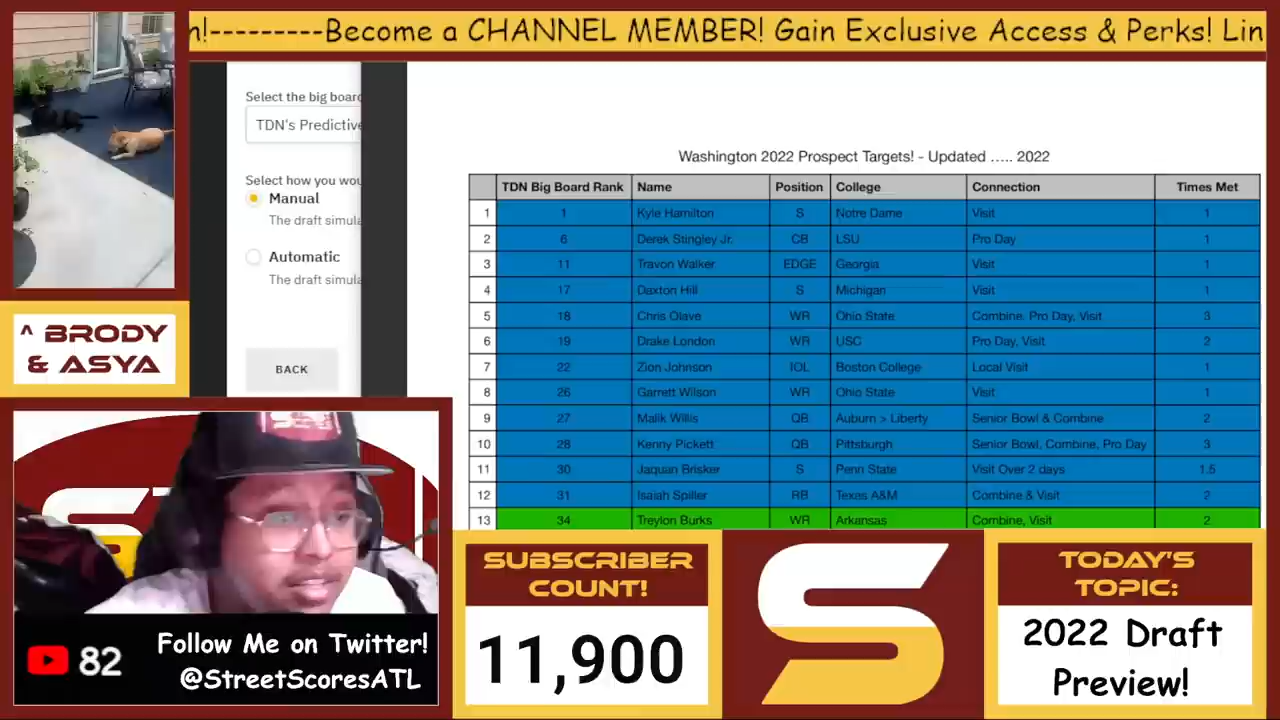 n!---------Become a CHANNEL MEMBER! Gain Exclusive Access & Perks! Lin
Select the big board
TDN's Predictive
Select how you wou
Manual
The draft simula
Automatic
The draft simula
BACK
Washington 2022 Prospect Targets! - Updated ..... 2022
TDN Big Board Rank Name Position College Connection Times Met
1 1 Kyle Hamilton S Notre Dame Visit 1
2 6 Derek Stingley Jr. CB LSU Pro Day 1
3 11 Travon Walker EDGE Georgia Visit 1
4 17 Daxton Hill S Michigan Visit 1
5 18 Chris Olave WR Ohio State Combine, Pro Day, Visit 3
6 19 Drake London WR USC Pro Day, Visit 2
7 22 Zion Johnson IOL Boston College Local Visit 1
8 26 Garrett Wilson WR Ohio State Visit 1
9 27 Malik Willis QB Auburn > Liberty Senior Bowl & Combine 2
10 28 Kenny Pickett QB Pittsburgh Senior Bowl, Combine, Pro Day 3
11 30 Jaquan Brisker S Penn State Visit Over 2 days 1.5
12 31 Isaiah Spiller RB Texas A&M Combine & Visit 2
13 34 Treylon Burks WR Arkansas Combine, Visit 2
^ BRODY
& ASYA
82
Follow Me on Twitter!
@StreetScoresATL
SUBSCRIBER
COUNT!
11,900
S
TODAY'S
TOPIC:
2022 Draft
Preview!